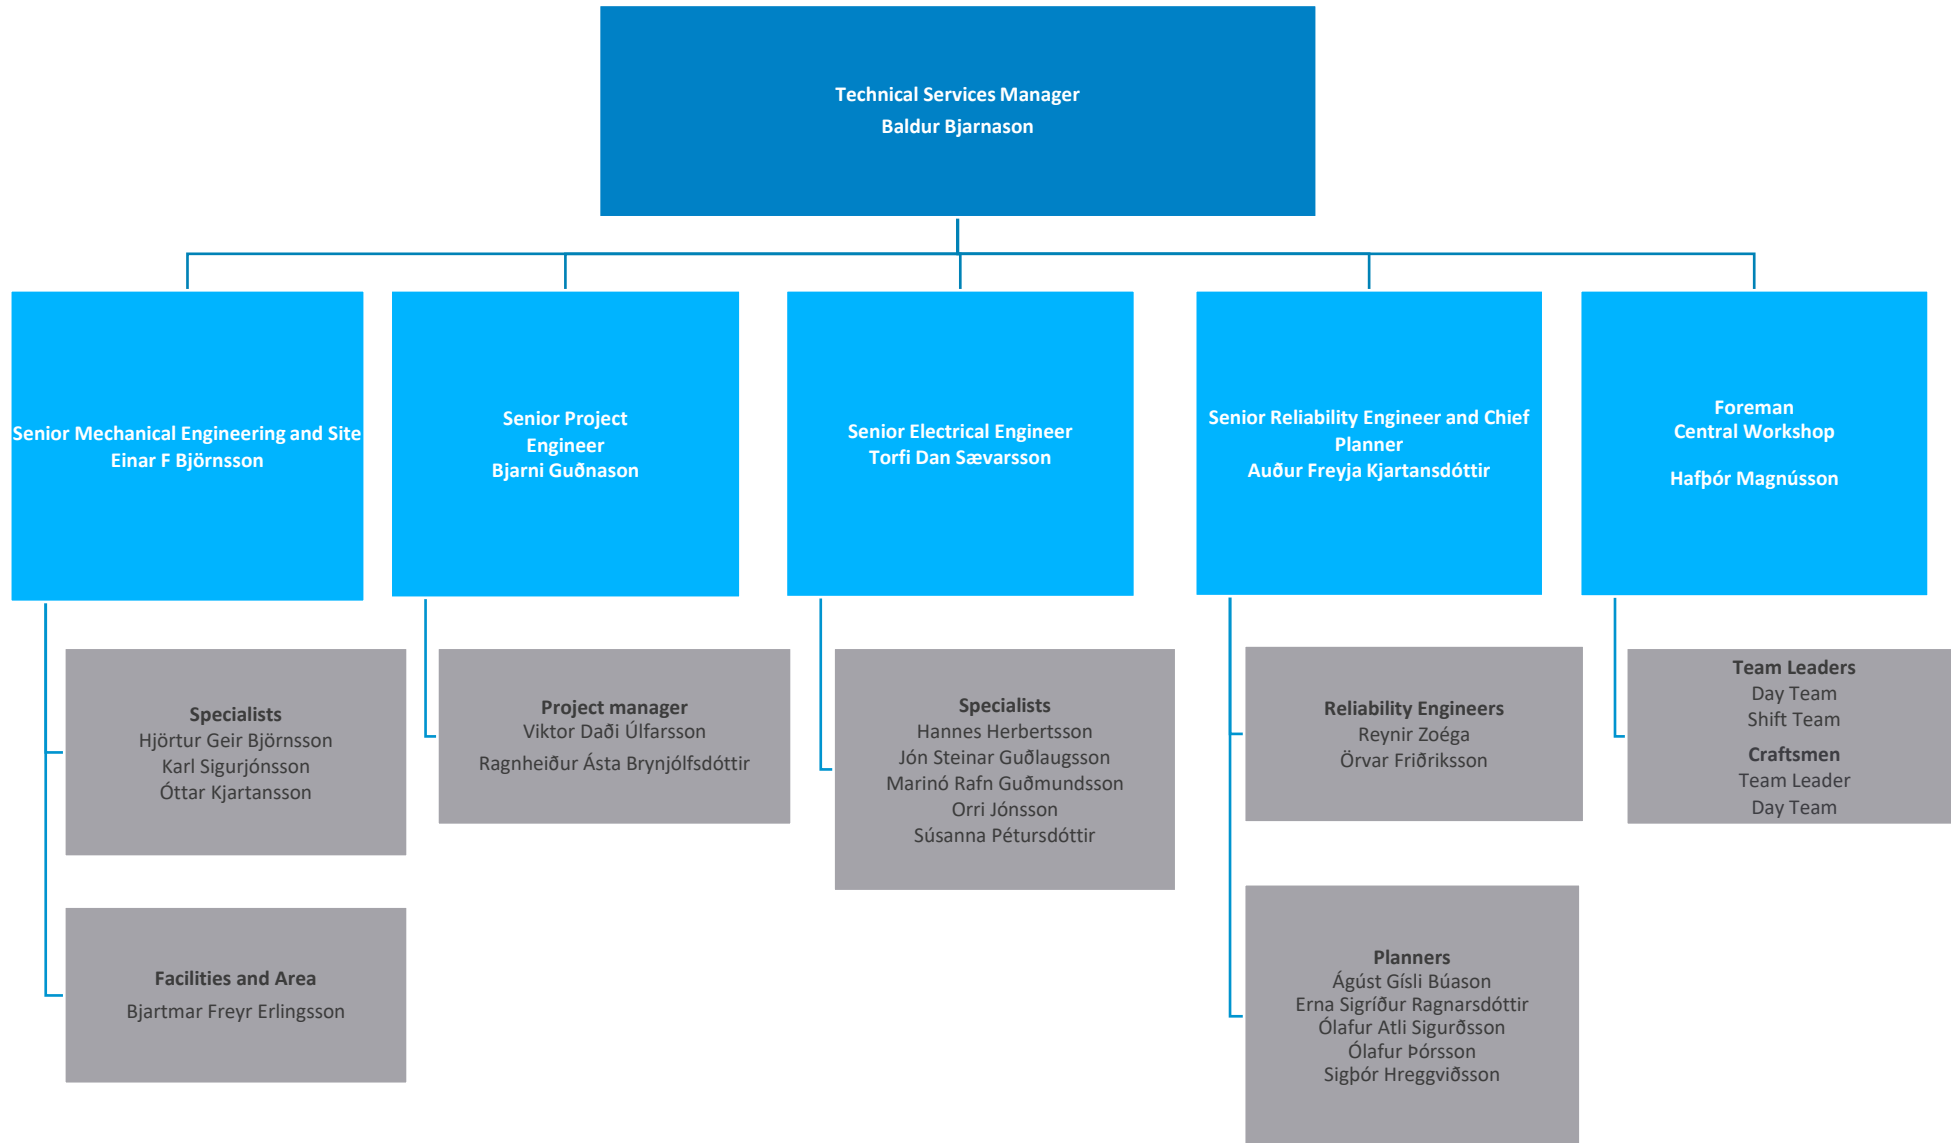 Technical Services Manager
Baldur Bjarnason
Senior Mechanical Engineering and Site
Einar F Björnsson
Senior Project
Engineer
Bjarni Guðnason
Senior Electrical Engineer
Torfi Dan Sævarsson
Senior Reliability Engineer and Chief
Planner
Auður Freyja Kjartansdóttir
Foreman
Central Workshop
Hafþór Magnússon
Specialists
Hjörtur Geir Björnsson
Karl Sigurjónsson
Óttar Kjartansson
Facilities and Area
Bjartmar Freyr Erlingsson
Project manager
Viktor Daði Úlfarsson
Ragnheiður Ásta Brynjólfsdóttir
Specialists
Hannes Herbertsson
Jón Steinar Guðlaugsson
Marinó Rafn Guðmundsson
Orri Jónsson
Súsanna Pétursdóttir
Reliability Engineers
Reynir Zoéga
Örvar Friðriksson
Planners
Ágúst Gísli Búason
Erna Sigríður Ragnarsdóttir
Ólafur Atli Sigurðsson
Ólafur Þórsson
Sigþór Hreggviðsson
Team Leaders
Day Team
Shift Team
Craftsmen
Team Leader
Day Team